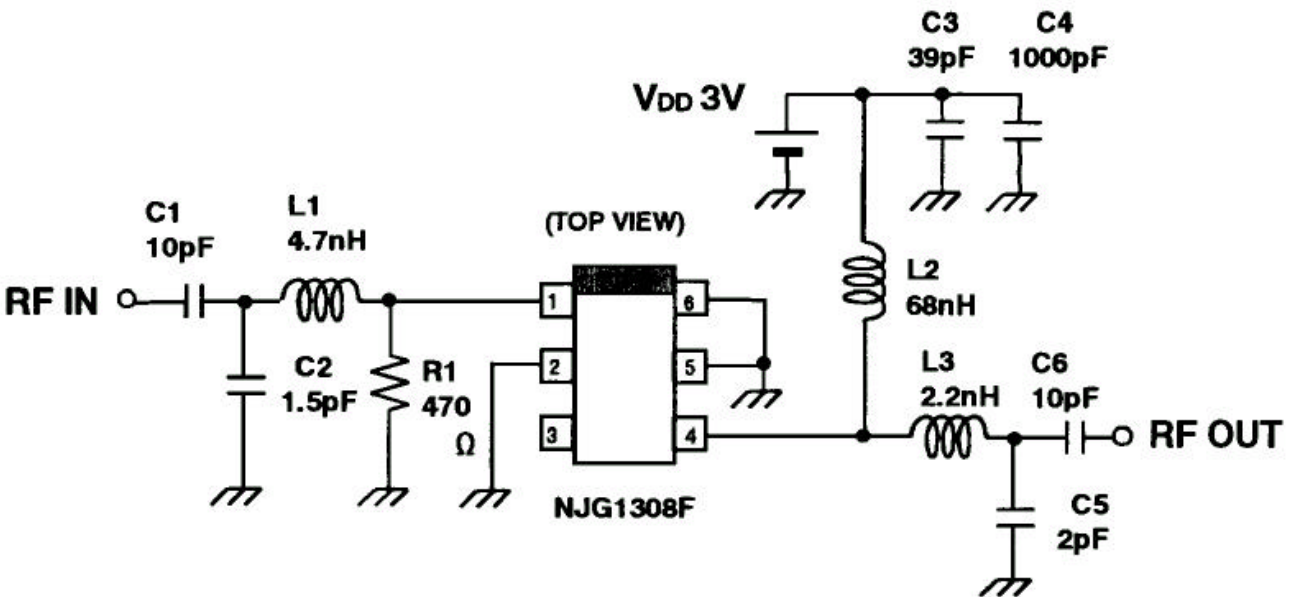 C3
39pF
C4
1000pF
VDD 3V
C1
10pF
L1
4.7nH
(TOP VIEW)
RF IN
1
6
L2
68nH
C2
1.5pF
R1
470
Ω
2
5
L3
2.2nH
C6
10pF
3
4
RF OUT
NJG1308F
C5
2pF